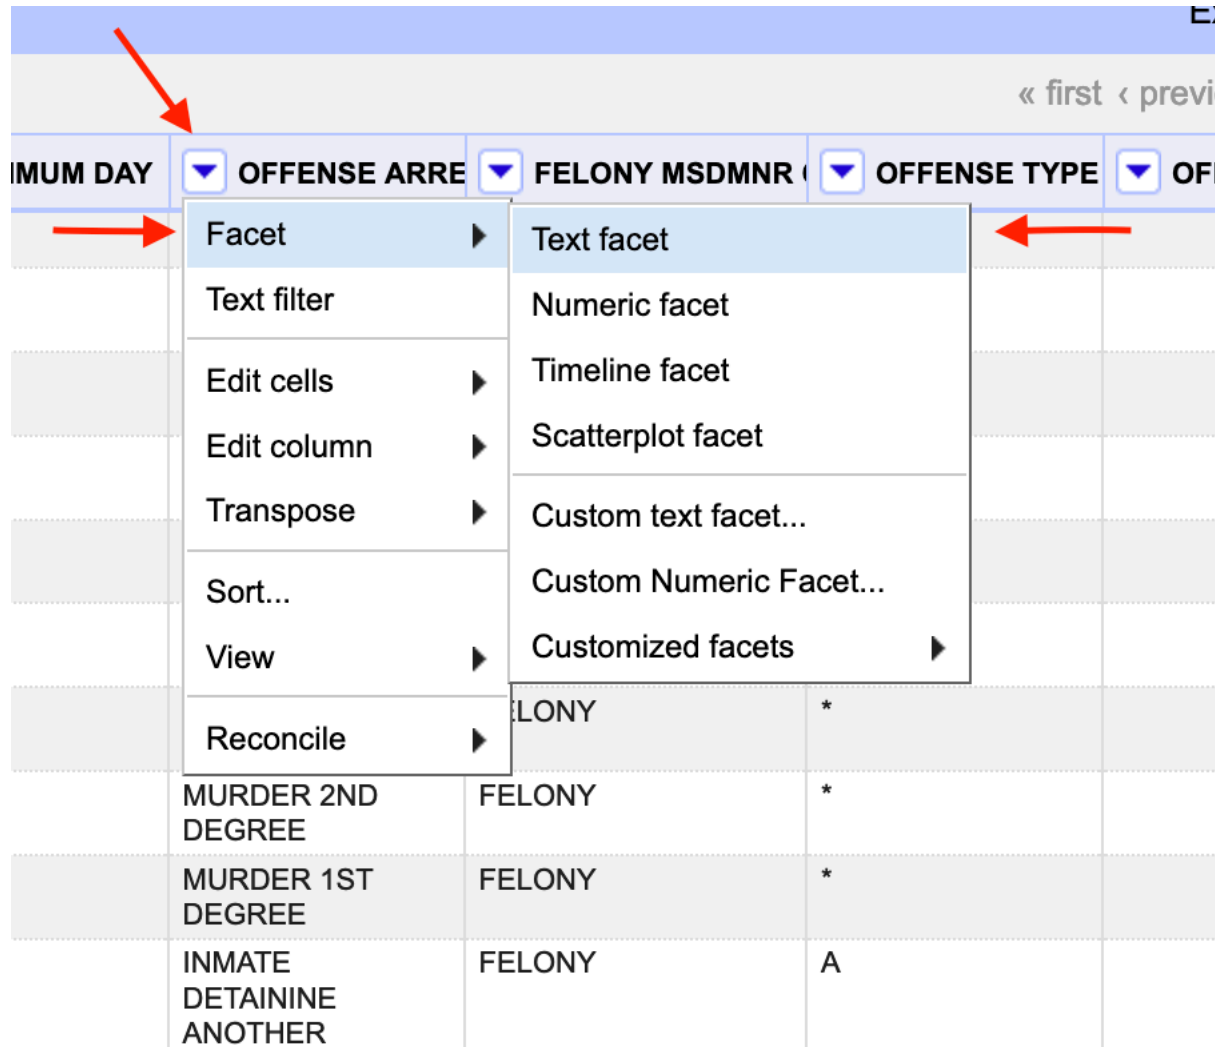 « first ‹ previ
IMUM DAY OFFENSE ARRE FELONY MSDMNR OFFENSE TYPE OF
Facet
Text filter
Edit cells
Edit column
Transpose
Sort...
View
Reconcile
Text facet
Numeric facet
Timeline facet
Scatterplot facet
Custom text facet...
Custom Numeric Facet...
Customized facets
ELONY *
MURDER 2ND FELONY *
DEGREE
MURDER 1ST FELONY *
DEGREE
INMATE FELONY A
DETAININE
ANOTHER